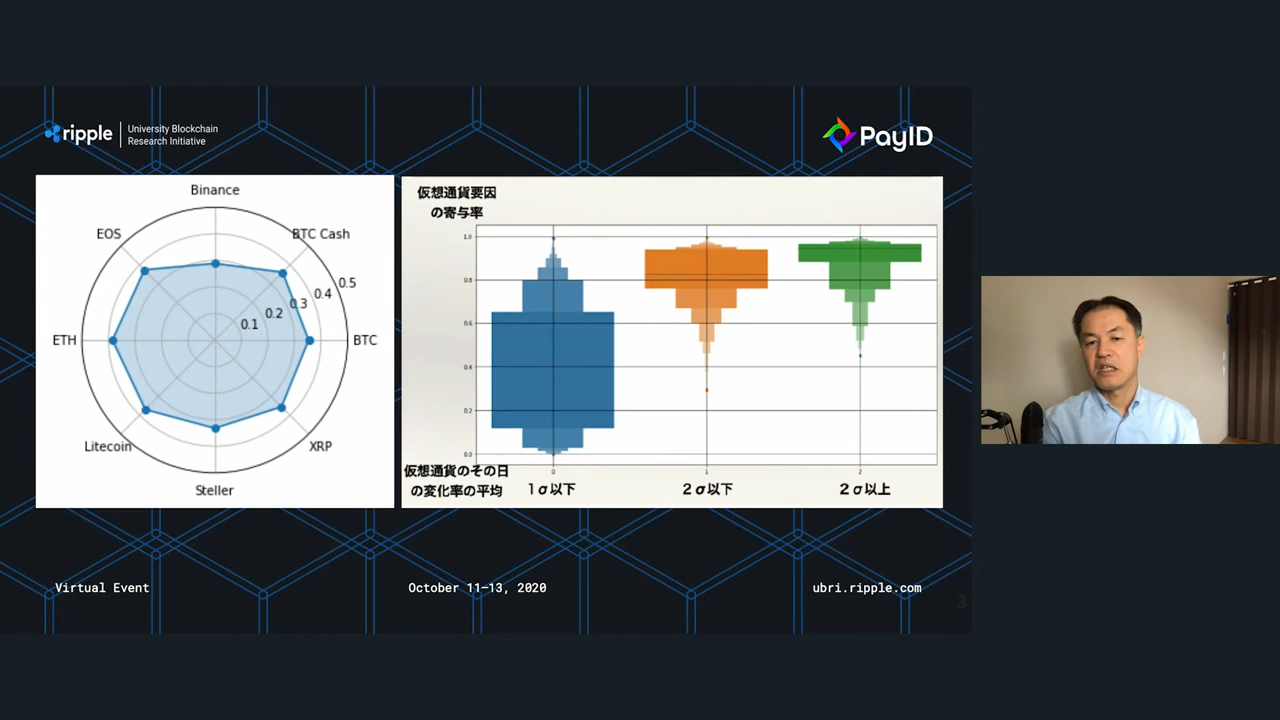 ripple
University Blockchain
Research Initiative
PayID
Binance
EOS
BTC Cash
0.5
0.4
0.3
0.2
0.1
ETH
BTC
Litecoin
XRP
Steller
仮想通貨要因
の寄与率
1.0
0.8
0.6
0.4
0.2
0.0
0
1
2
仮想通貨のその日
の変化率の平均
1σ以下
2σ以下
2σ以上
Virtual Event
October 11–13, 2020
ubri.ripple.com
3